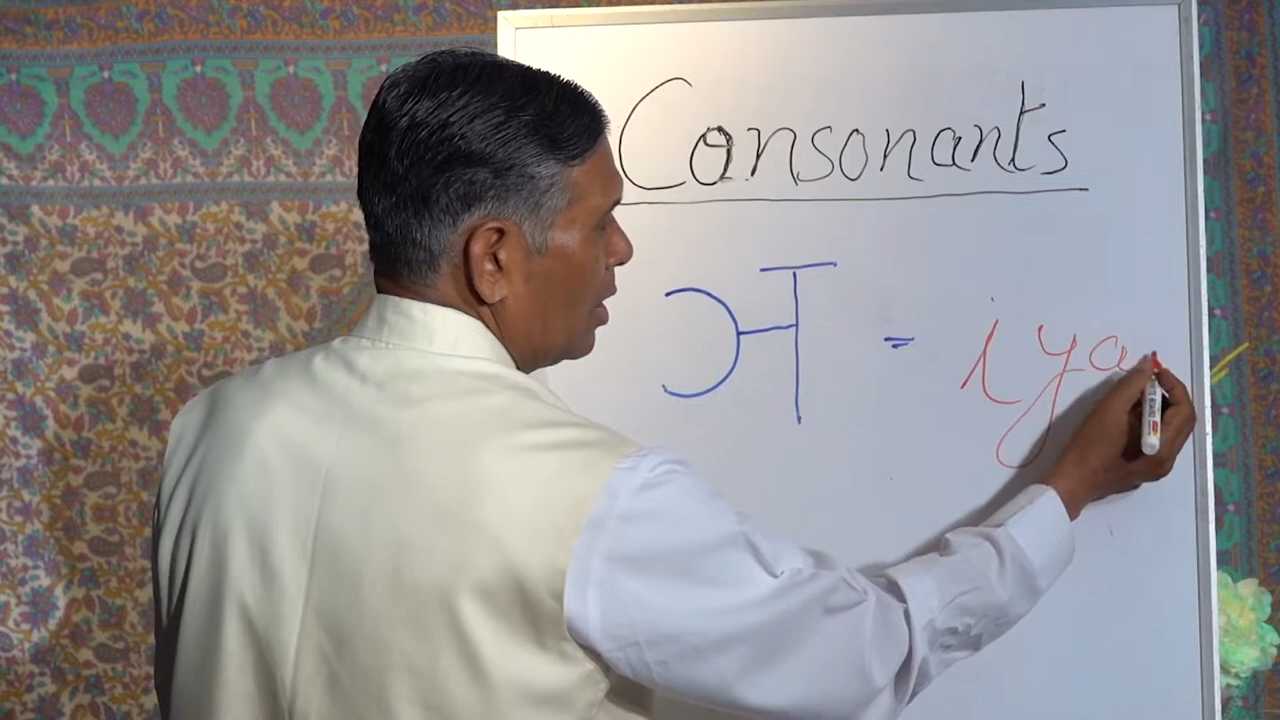 Consonants
ञ = iya